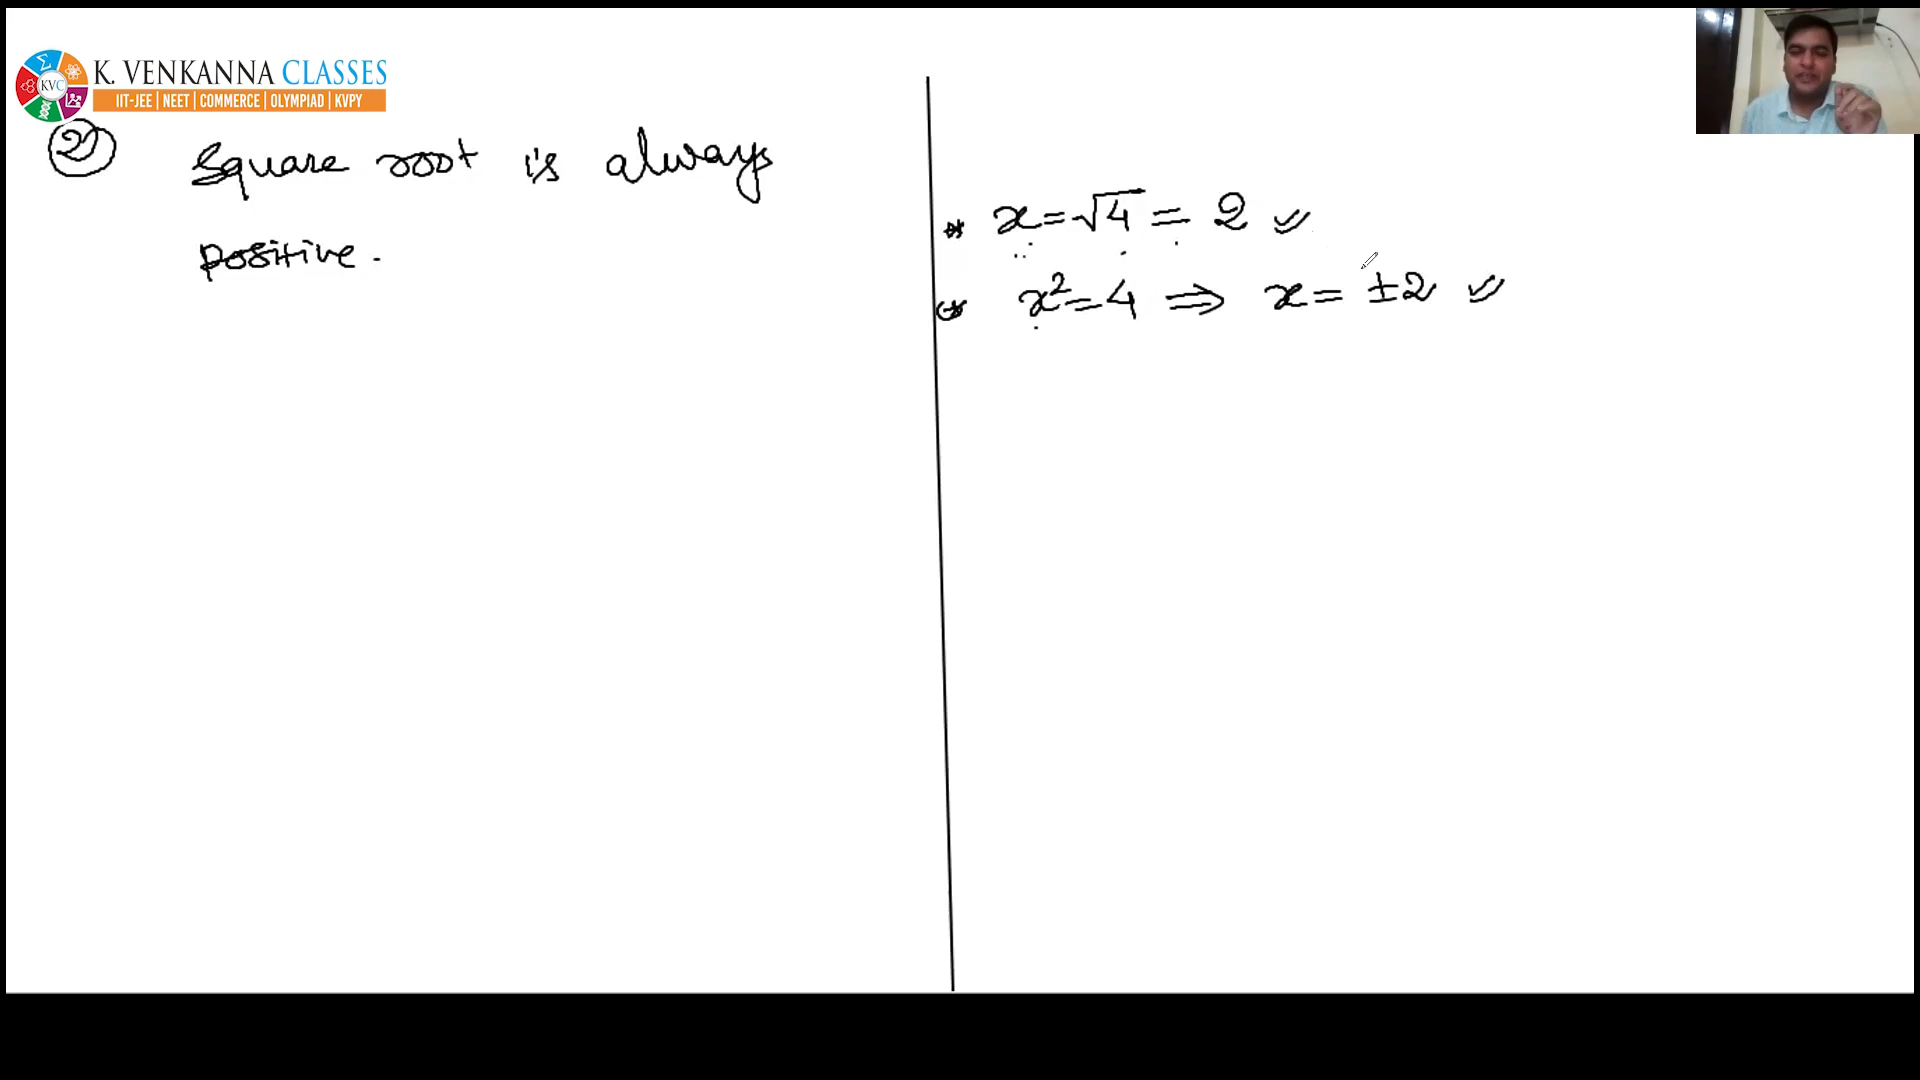 K. VENKANNA CLASSES
KVC
IIT-JEE | NEET | COMMERCE | OLYMPIAD | KVPY
2) Square root is always
positive.
* x = √4 = 2
* x² = 4 ⇒ x = ±2